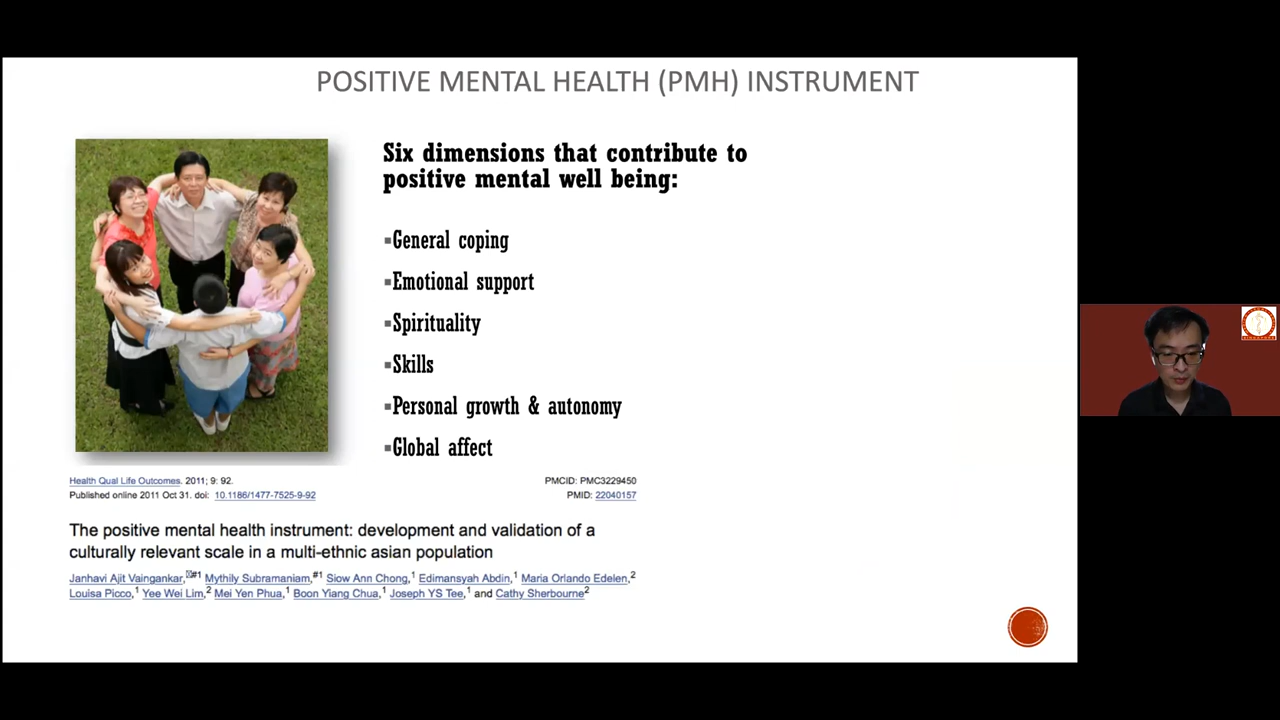 POSITIVE MENTAL HEALTH (PMH) INSTRUMENT
Six dimensions that contribute to
positive mental well being:
▪General coping
▪Emotional support
▪Spirituality
▪Skills
▪Personal growth & autonomy
▪Global affect
Health Qual Life Outcomes. 2011; 9: 92.
Published online 2011 Oct 31. doi: 10.1186/1477-7525-9-92
PMCID: PMC3229450
PMID: 22040157
The positive mental health instrument: development and validation of a
culturally relevant scale in a multi-ethnic asian population
Janhavi Ajit Vaingankar,#1 Mythily Subramaniam,#1 Siow Ann Chong,1 Edimansyah Abdin,1 Maria Orlando Edelen,2
Louisa Picco,1 Yee Wei Lim,2 Mei Yen Phua,1 Boon Yiang Chua,1 Joseph YS Tee,1 and Cathy Sherbourne2